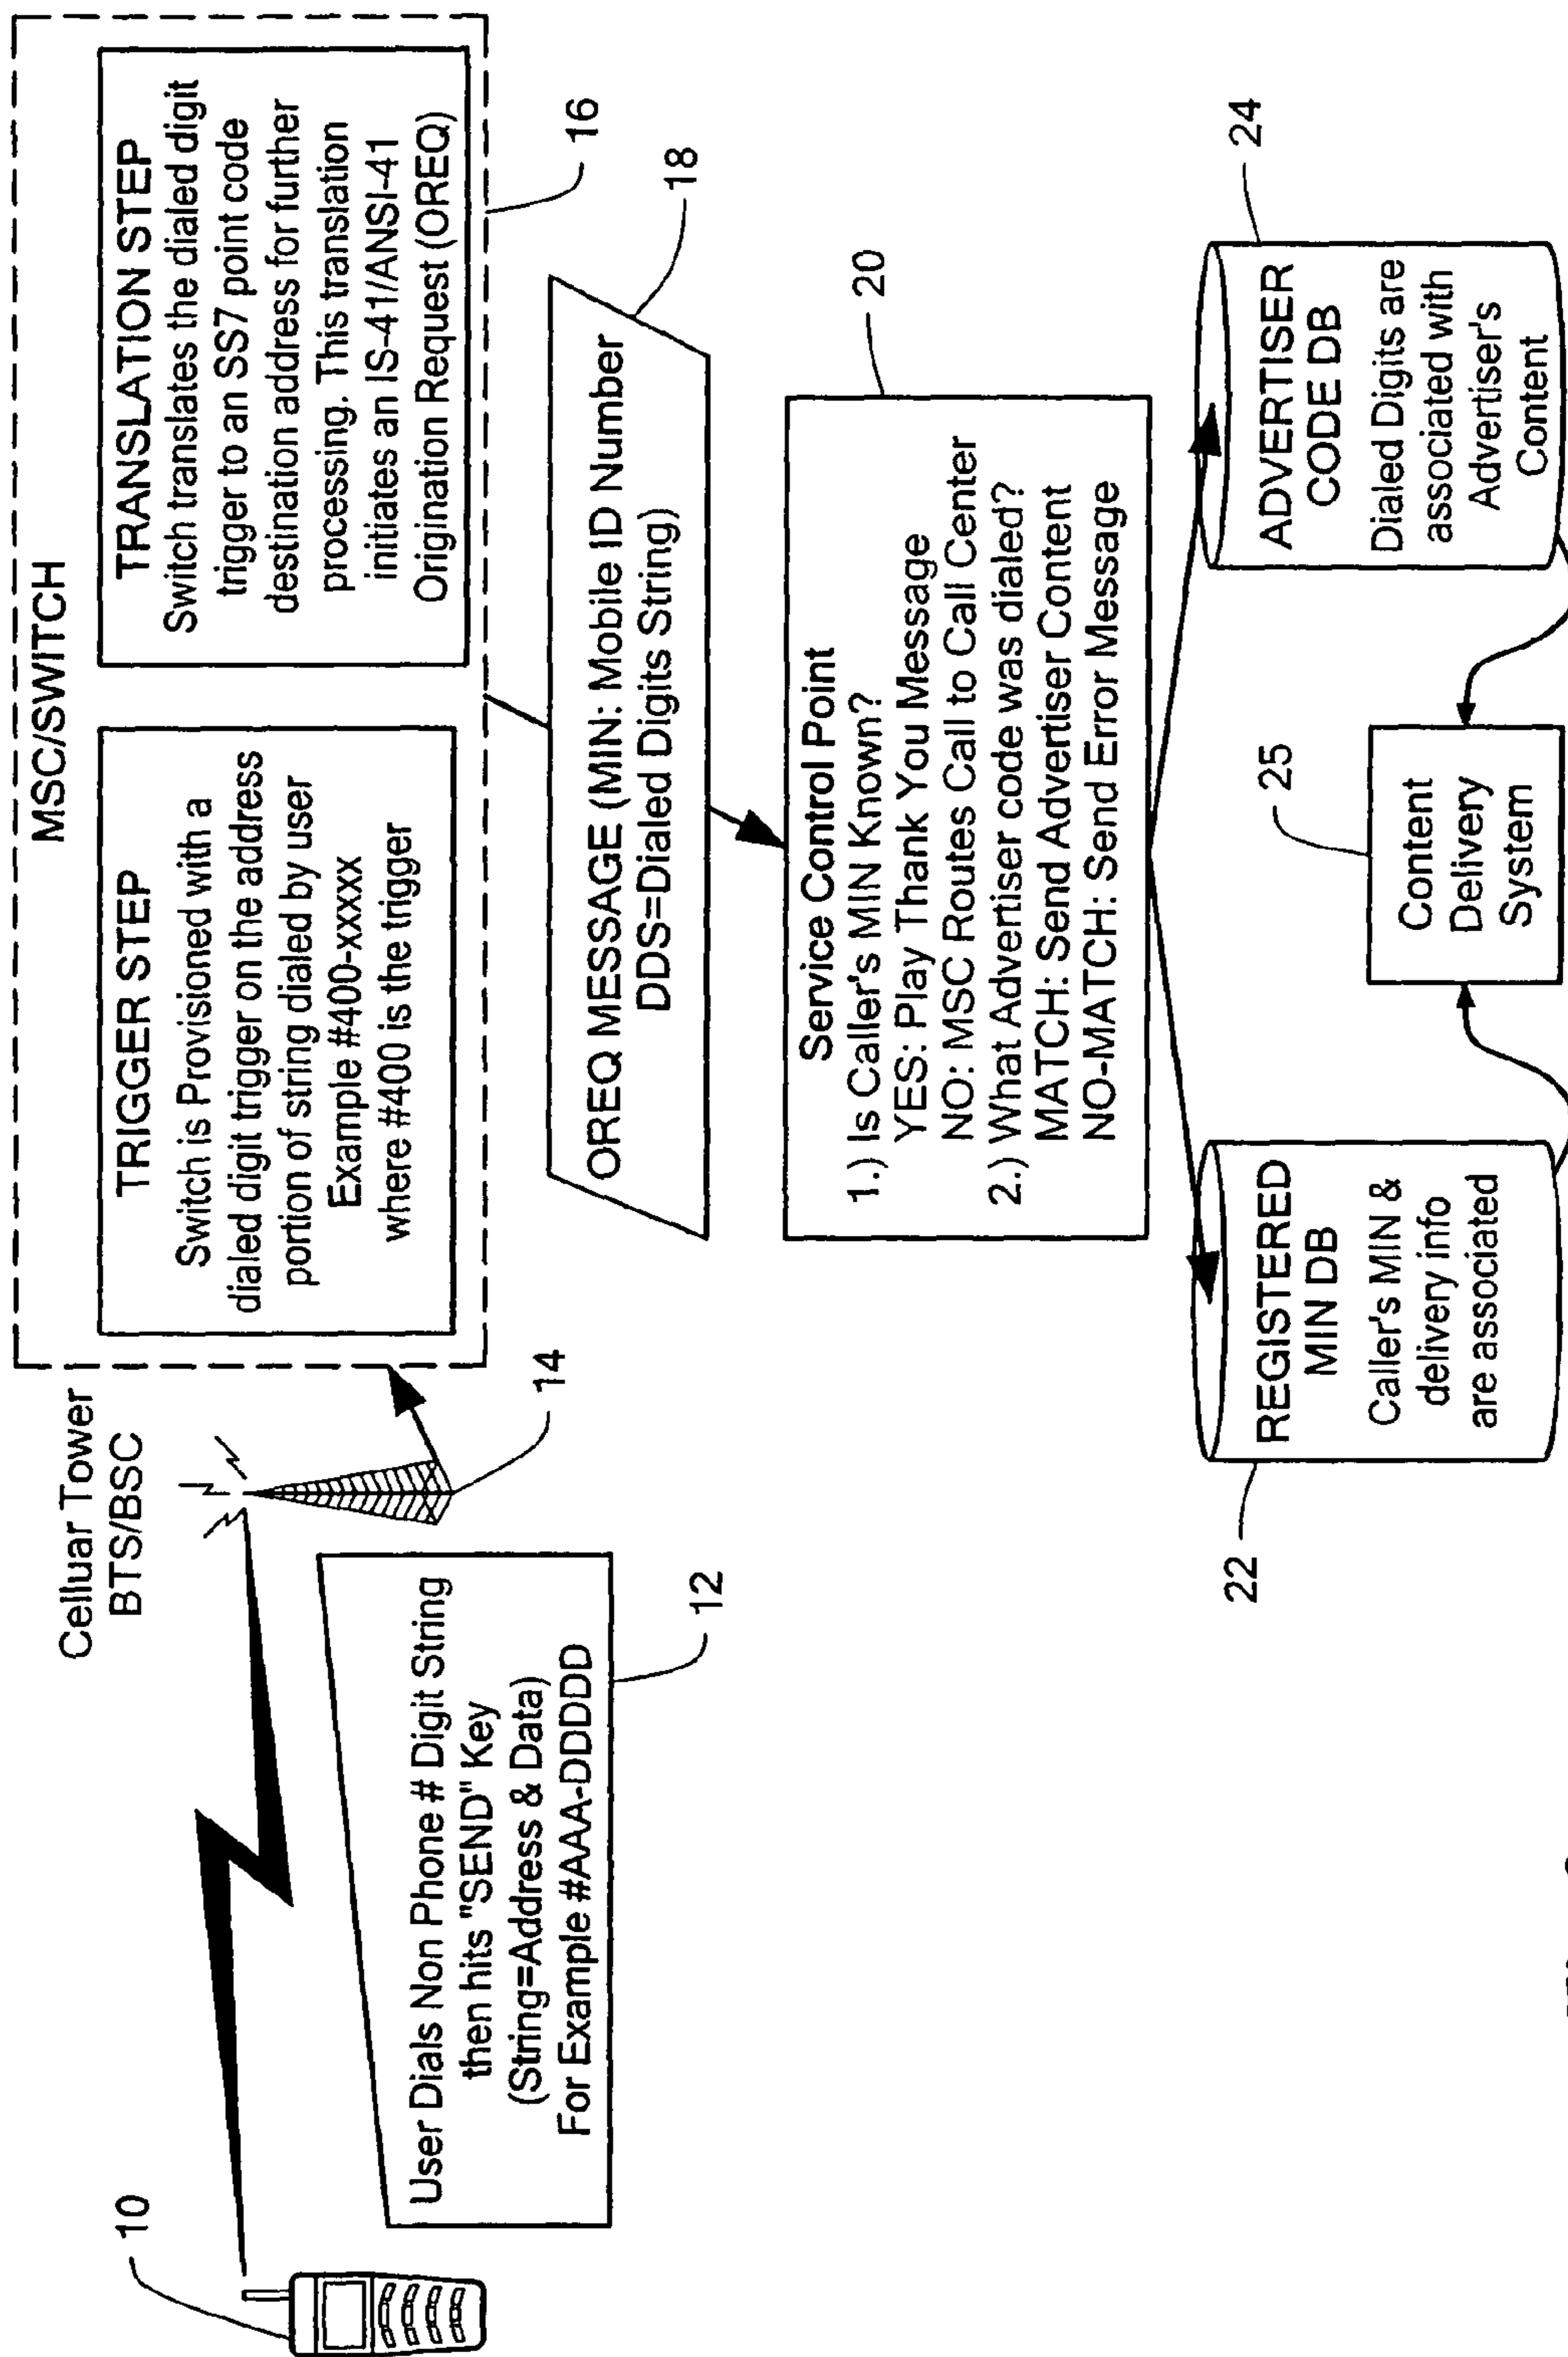 Celluar Tower
BTS/BSC
10
User Dials Non Phone # Digit String
then hits "SEND" Key
(String=Address & Data)
For Example #AAA-DDDDD
12
14
MSC/SWITCH
TRIGGER STEP
Switch is Provisioned with a
dialed digit trigger on the address
portion of string dialed by user
Example #400-xxxxx
where #400 is the trigger
TRANSLATION STEP
Switch translates the dialed digit
trigger to an SS7 point code
destination address for further
processing. This translation
initiates an IS-41/ANSI-41
Origination Request (OREQ)
16
OREQ MESSAGE (MIN: Mobile ID Number
DDS=Dialed Digits String)
18
Service Control Point
1.) Is Caller's MIN Known?
YES: Play Thank You Message
NO: MSC Routes Call to Call Center
2.) What Advertiser code was dialed?
MATCH: Send Advertiser Content
NO-MATCH: Send Error Message
20
22
REGISTERED
MIN DB
Caller's MIN &
delivery info
are associated
25
Content
Delivery
System
24
ADVERTISER
CODE DB
Dialed Digits are
associated with
Advertiser's
Content